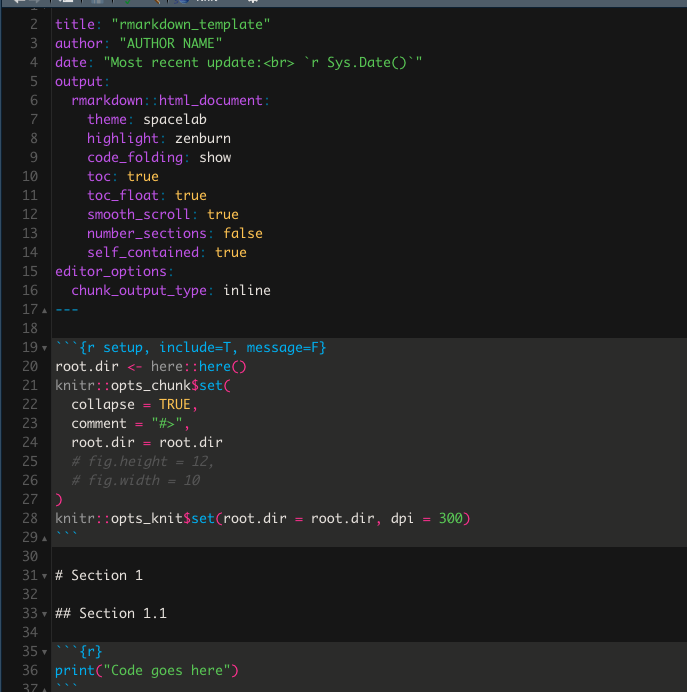 2 title: "rmarkdown_template"
3 author: "AUTHOR NAME"
4 date: "Most recent update:<br> `r Sys.Date()`"
5 output:
6   rmarkdown::html_document:
7     theme: spacelab
8     highlight: zenburn
9     code_folding: show
10     toc: true
11     toc_float: true
12     smooth_scroll: true
13     number_sections: false
14     self_contained: true
15 editor_options:
16   chunk_output_type: inline
17 ---
18
19 ```{r setup, include=T, message=F}
20 root.dir <- here::here()
21 knitr::opts_chunk$set(
22   collapse = TRUE,
23   comment = "#>",
24   root.dir = root.dir
25   # fig.height = 12,
26   # fig.width = 10
27 )
28 knitr::opts_knit$set(root.dir = root.dir, dpi = 300)
29 ```
30
31 # Section 1
32
33 ## Section 1.1
34
35 ```{r}
36 print("Code goes here")
37 ```